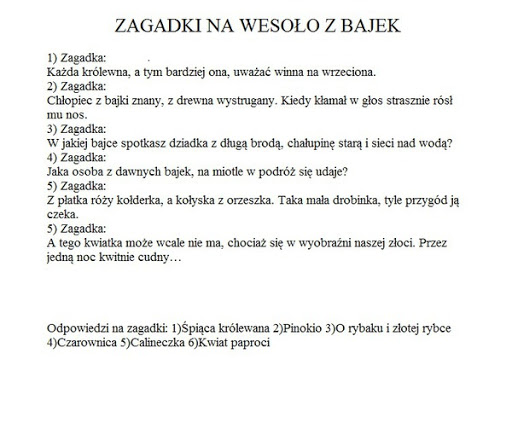 ZAGADKI NA WESOŁO Z BAJEK
1) Zagadka: .
Każda królewna, a tym bardziej ona, uważać winna na wrzeciona.
2) Zagadka:
Chłopiec z bajki znany, z drewna wystrugany. Kiedy kłamał w głos strasznie rósł
mu nos.
3) Zagadka:
W jakiej bajce spotkasz dziadka z długą brodą, chałupinę starą i sieci nad wodą?
4) Zagadka:
Jaka osoba z dawnych bajek, na miotle w podróż się udaje?
5) Zagadka:
Z płatka róży kołderka, a kołyska z orzeszka. Taka mała drobinka, tyle przygód ją
czeka.
5) Zagadka:
A tego kwiatka może wcale nie ma, chociaż się w wyobraźni naszej złoci. Przez
jedną noc kwitnie cudny…
Odpowiedzi na zagadki: 1)Śpiąca królewana 2)Pinokio 3)O rybaku i złotej rybce
4)Czarownica 5)Calineczka 6)Kwiat paproci